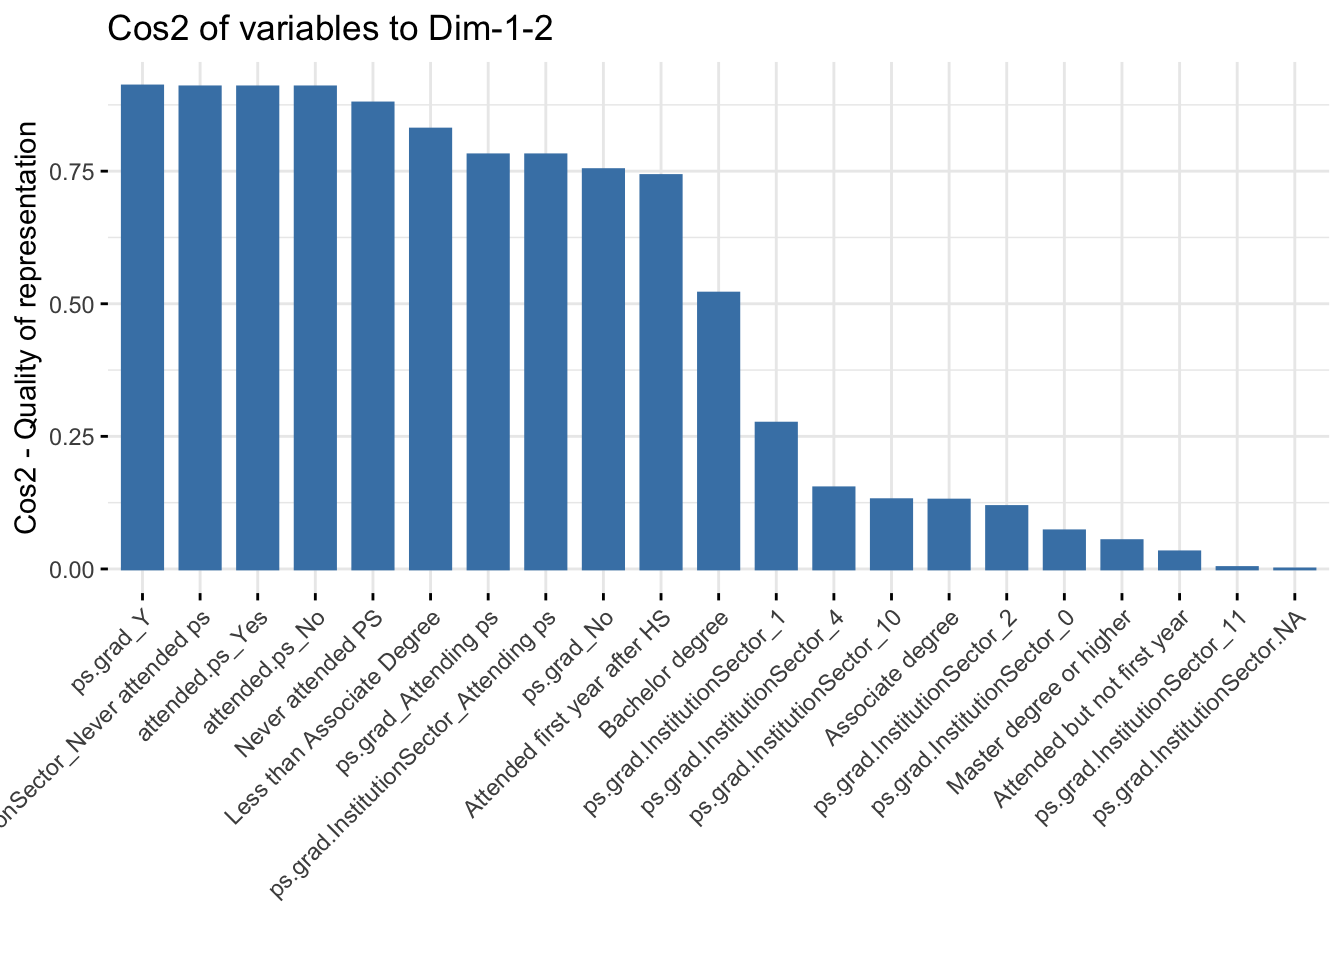 Cos2 of variables to Dim-1-2
Cos2 - Quality of representation
0.75
0.50
0.25
0.00
ps.grad_Y
onSector_Never attended ps
attended.ps_Yes
attended.ps_No
Never attended PS
Less than Associate Degree
ps.grad_Attending ps
ps.grad.InstitutionSector_Attending ps
ps.grad_No
Attended first year after HS
Bachelor degree
ps.grad.InstitutionSector_1
ps.grad.InstitutionSector_4
ps.grad.InstitutionSector_10
Associate degree
ps.grad.InstitutionSector_2
ps.grad.InstitutionSector_0
Master degree or higher
Attended but not first year
ps.grad.InstitutionSector_11
ps.grad.InstitutionSector.NA